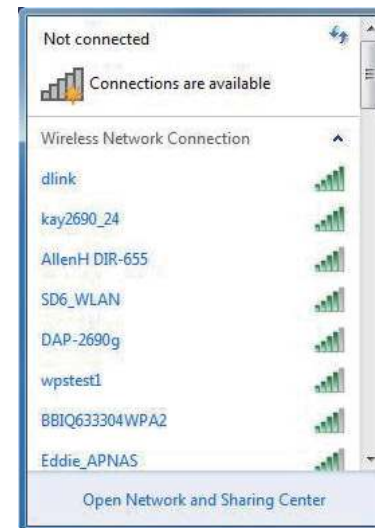 Not connected
Connections are available
Wireless Network Connection
dlink
kay2690_24
AllenH DIR-655
SD6_WLAN
DAP-2690g
wpstest1
BBIQ633304WPA2
Eddie_APNAS
Open Network and Sharing Center